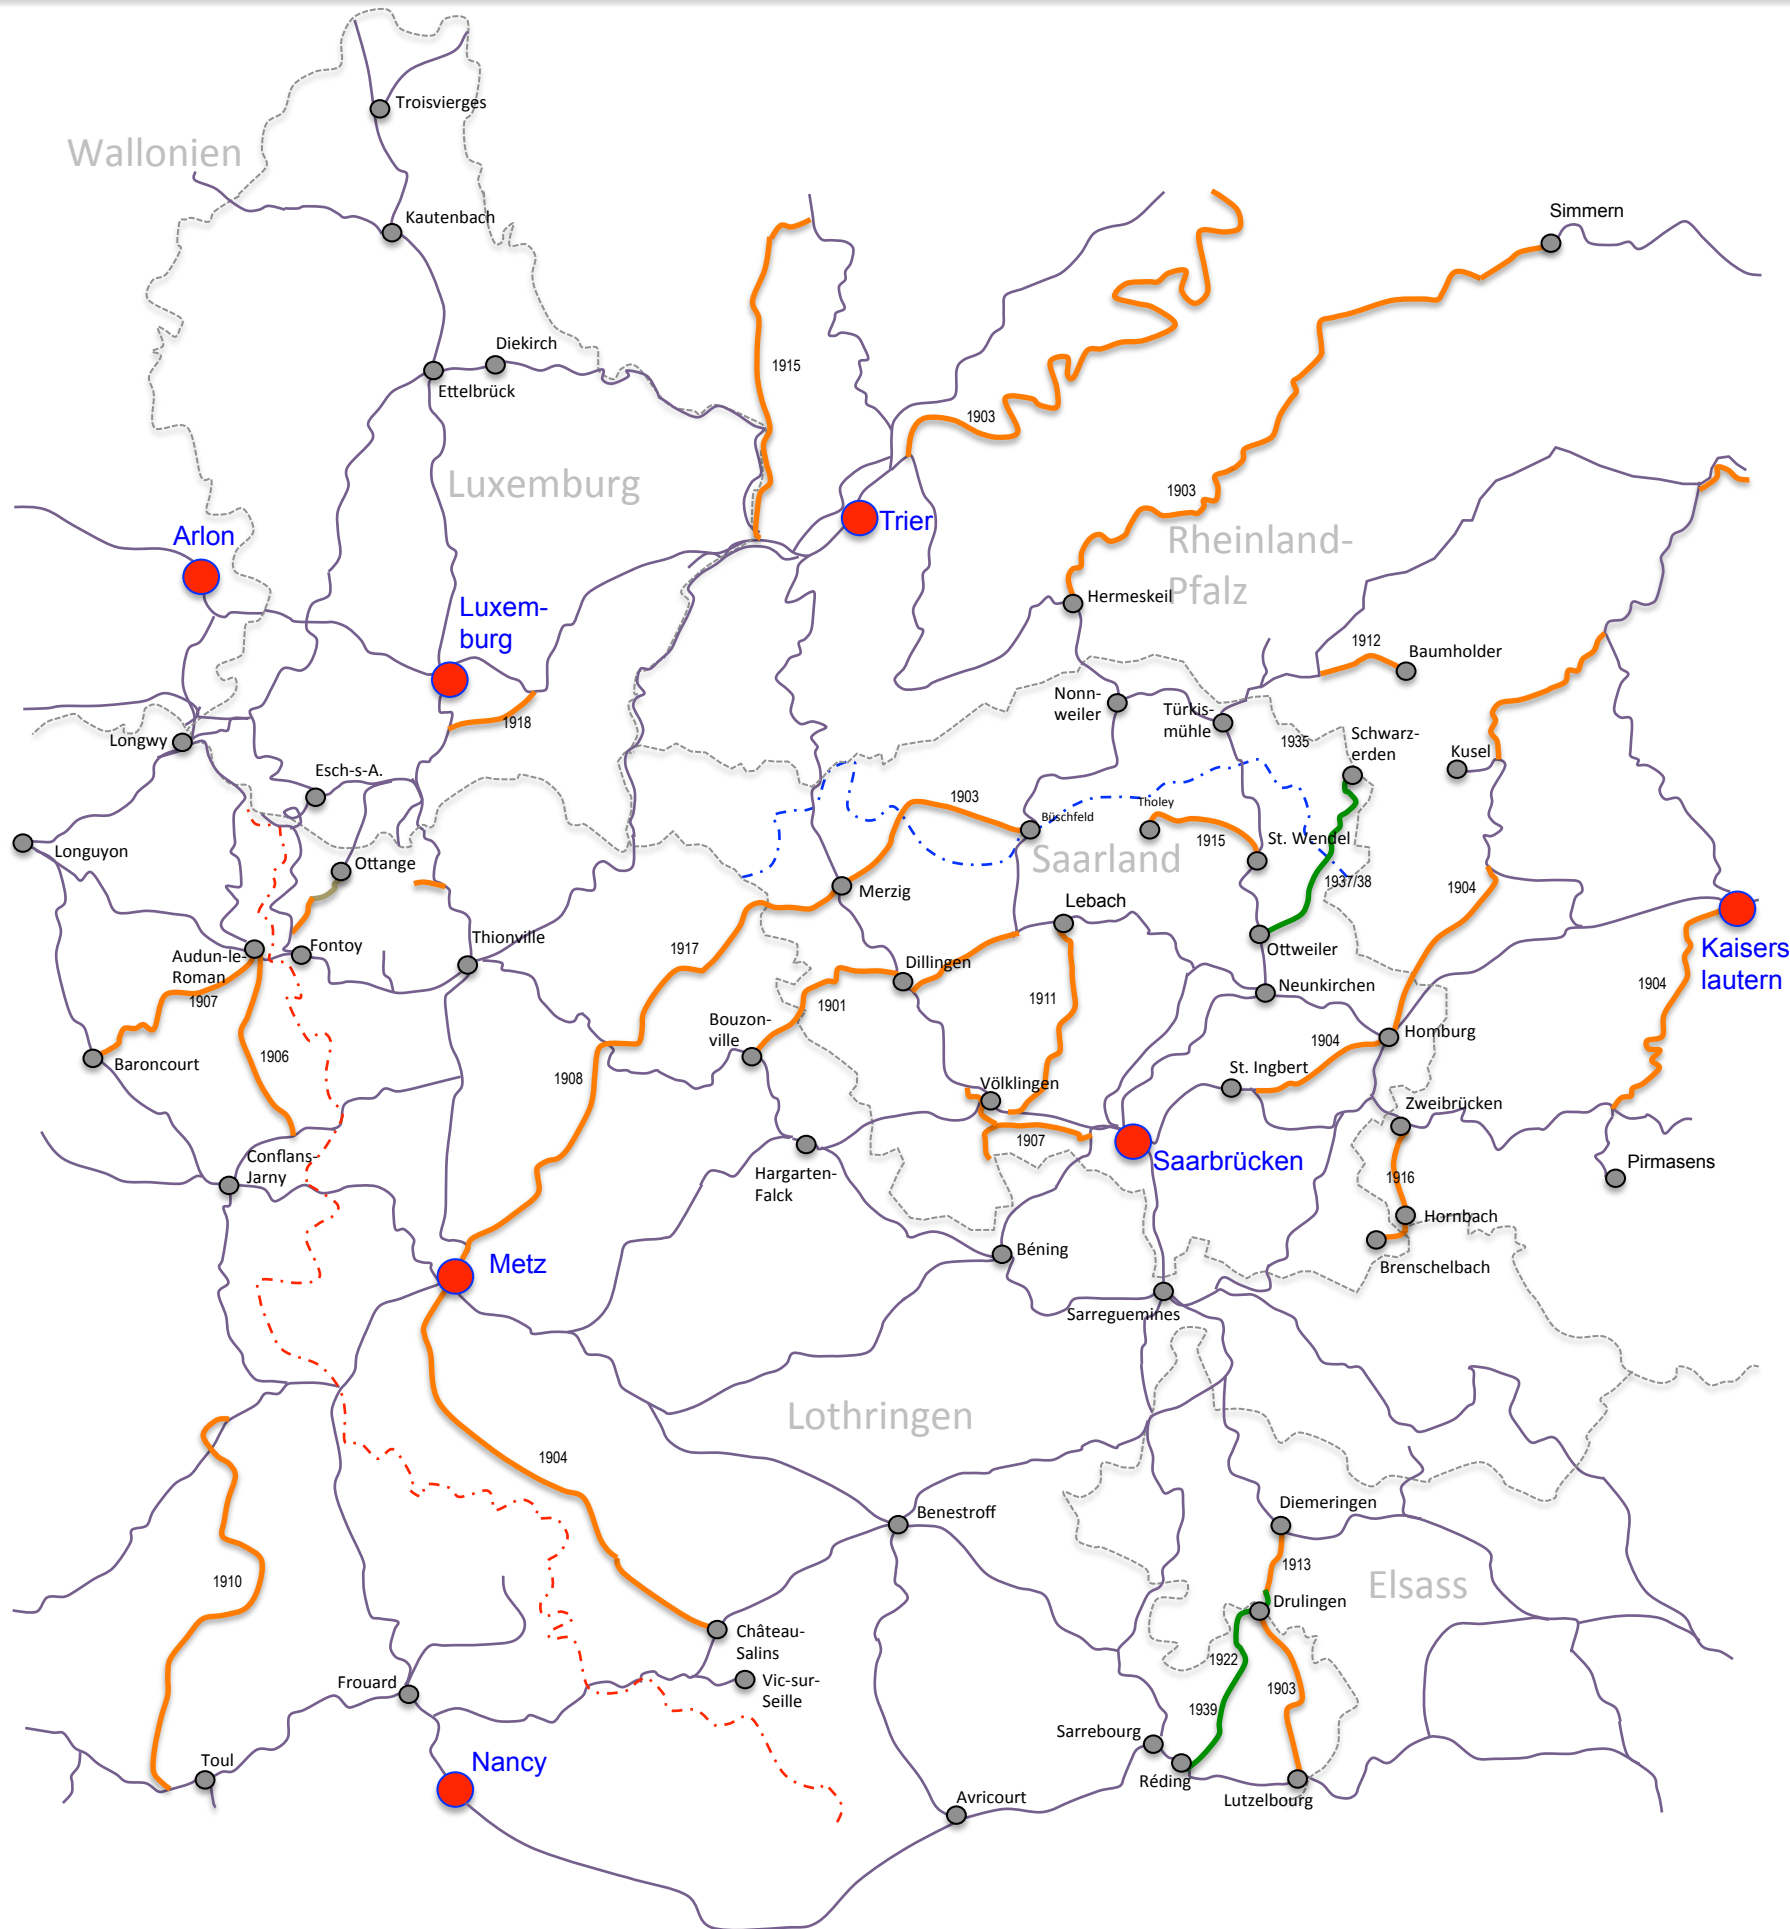 Troisvierges
Wallonien
Simmern
Kautenbach
Diekirch
1915
Ettelbrück
1903
Luxemburg
1903
Trier
Arlon
Rheinland-
Pfalz
Hermeskeil
Luxem-
burg
1912
Baumholder
Nonn-
weiler
Türkis-
mühle
1918
1935
Schwarz-
erden
Longwy
Kusel
Esch-s-A.
1903
Tholey
Büschfeld
1915
St. Wendel
Longuyon
Saarland
Ottange
1937/38
1904
Merzig
Lebach
Thionville
Fontoy
Audun-le-
Roman
1917
Ottweiler
Kaisers
lautern
Dillingen
1907
1901
1911
Neunkirchen
1904
Bouzon-
ville
Homburg
1906
1904
Baroncourt
1908
St. Ingbert
Völklingen
Zweibrücken
1907
Saarbrücken
Conflans-
Jarny
Hargarten-
Falck
Pirmasens
1916
Hornbach
Béning
Metz
Brenschelbach
Sarreguemines
Lothringen
1904
Diemeringen
Benestroff
1913
1910
Elsass
Drulingen
Château-
Salins
1922
Frouard
Vic-sur-
Seille
1903
1939
Sarrebourg
Toul
Nancy
Réding
Avricourt
Lutzelbourg